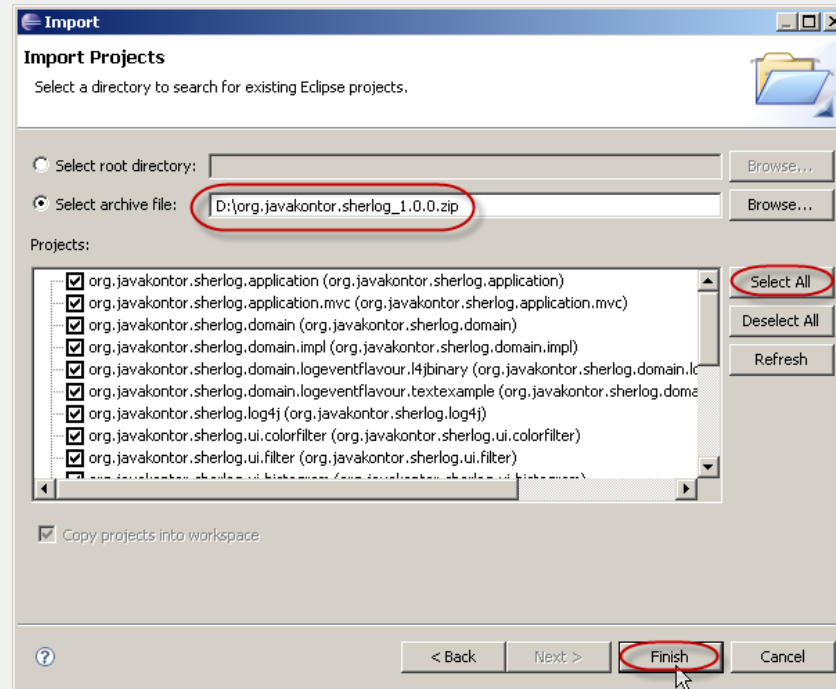 Import
Import Projects
Select a directory to search for existing Eclipse projects.
Select root directory:
Browse...
Select archive file:
D:\org.javakontor.sherlog_1.0.0.zip
Browse...
Projects:
org.javakontor.sherlog.application (org.javakontor.sherlog.application)
org.javakontor.sherlog.application.mvc (org.javakontor.sherlog.application.mvc)
org.javakontor.sherlog.domain (org.javakontor.sherlog.domain)
org.javakontor.sherlog.domain.impl (org.javakontor.sherlog.domain.impl)
org.javakontor.sherlog.domain.logeventflavour.l4jbinary (org.javakontor.sherlog.domain.lc
org.javakontor.sherlog.domain.logeventflavour.textexample (org.javakontor.sherlog.doma
org.javakontor.sherlog.log4j (org.javakontor.sherlog.log4j)
org.javakontor.sherlog.ui.colorfilter (org.javakontor.sherlog.ui.colorfilter)
org.javakontor.sherlog.ui.filter (org.javakontor.sherlog.ui.filter)
Select All
Deselect All
Refresh
Copy projects into workspace
< Back
Next >
Finish
Cancel